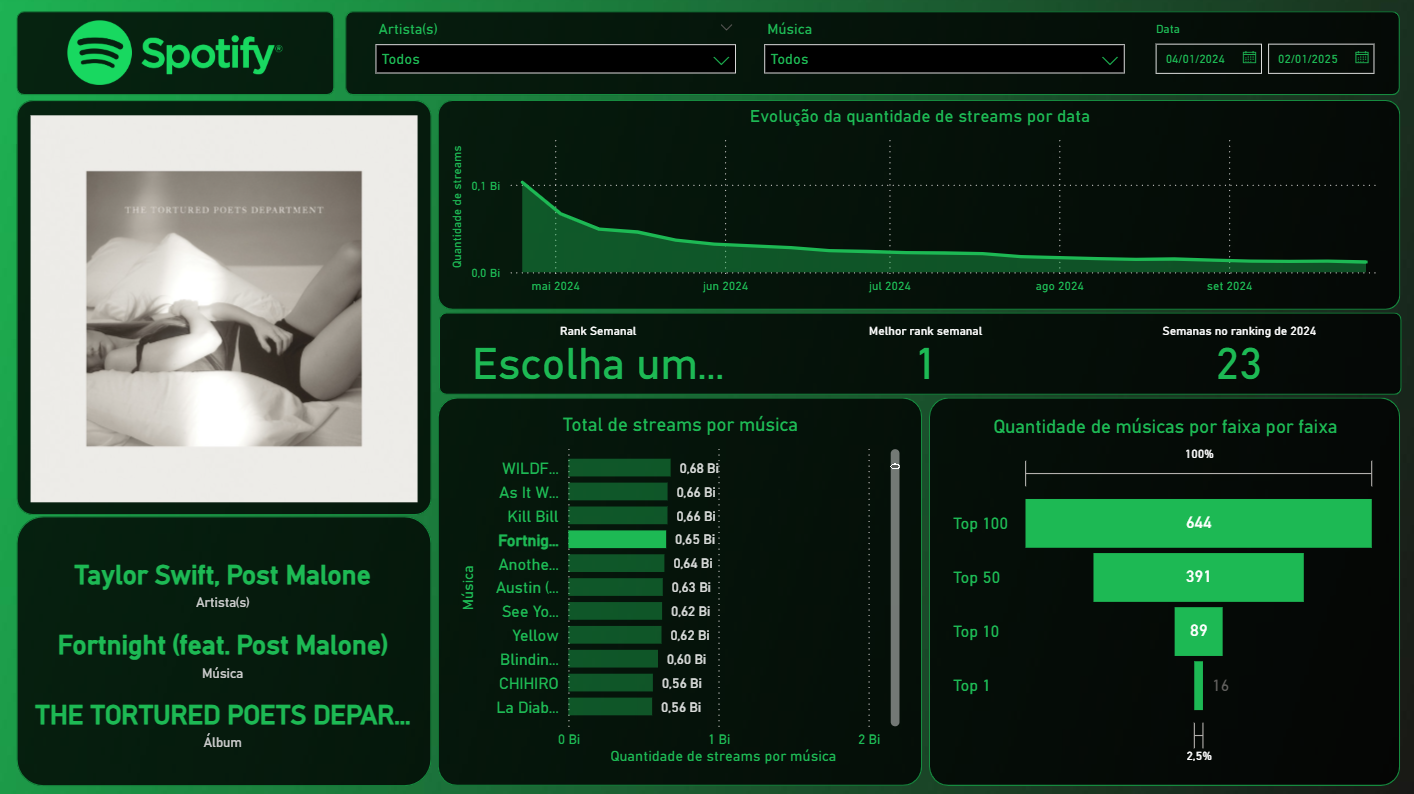 Spotify®
Artista(s)
Todos
Música
Todos
Data
04/01/2024
02/01/2025
THE TORTURED POETS DEPARTMENT
Taylor Swift, Post Malone
Artista(s)
Fortnight (feat. Post Malone)
Música
THE TORTURED POETS DEPAR...
Álbum
Evolução da quantidade de streams por data
Quantidade de streams
0,1 Bi
0,0 Bi
mai 2024
jun 2024
jul 2024
ago 2024
set 2024
Rank Semanal
Escolha um...
Melhor rank semanal
1
Semanas no ranking de 2024
23
Total de streams por música
Música
WILDF... 0,68 Bi
As It W... 0,66 Bi
Kill Bill 0,66 Bi
Fortnig... 0,65 Bi
Anothe... 0,64 Bi
Austin (... 0,63 Bi
See Yo... 0,62 Bi
Yellow 0,62 Bi
Blindin... 0,60 Bi
CHIHIRO 0,56 Bi
La Diab... 0,56 Bi
0 Bi 1 Bi 2 Bi
Quantidade de streams por música
Quantidade de músicas por faixa por faixa
100%
Top 100 644
Top 50 391
Top 10 89
Top 1 16
2,5%